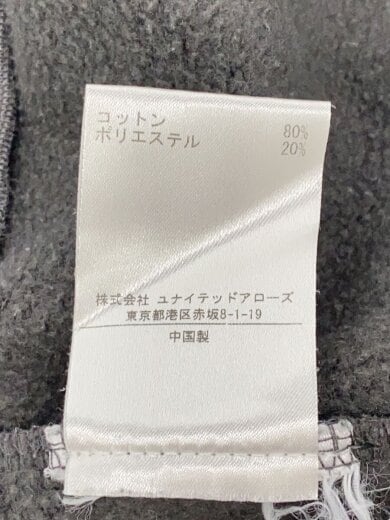 コットン 80%
ポリエステル 20%
株式会社 ユナイテッドアローズ
東京都港区赤坂8-1-19
中国製